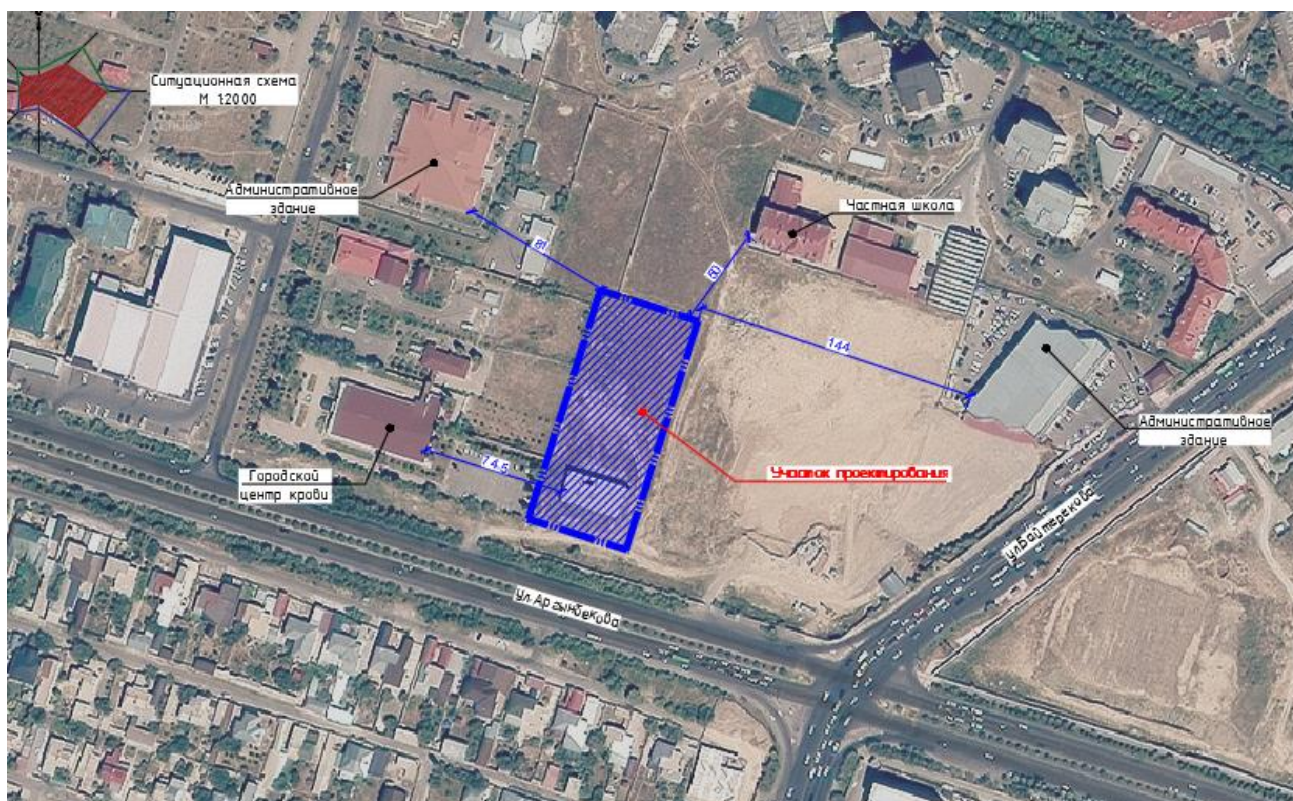 Ситуационная схема
М 1:2000
Административное
здание
Частная школа
81
50
144
Административное
здание
74.5
Городской
центр крови
Участок проектирования
ул.Байтерекова
Ул.Аргынбекова